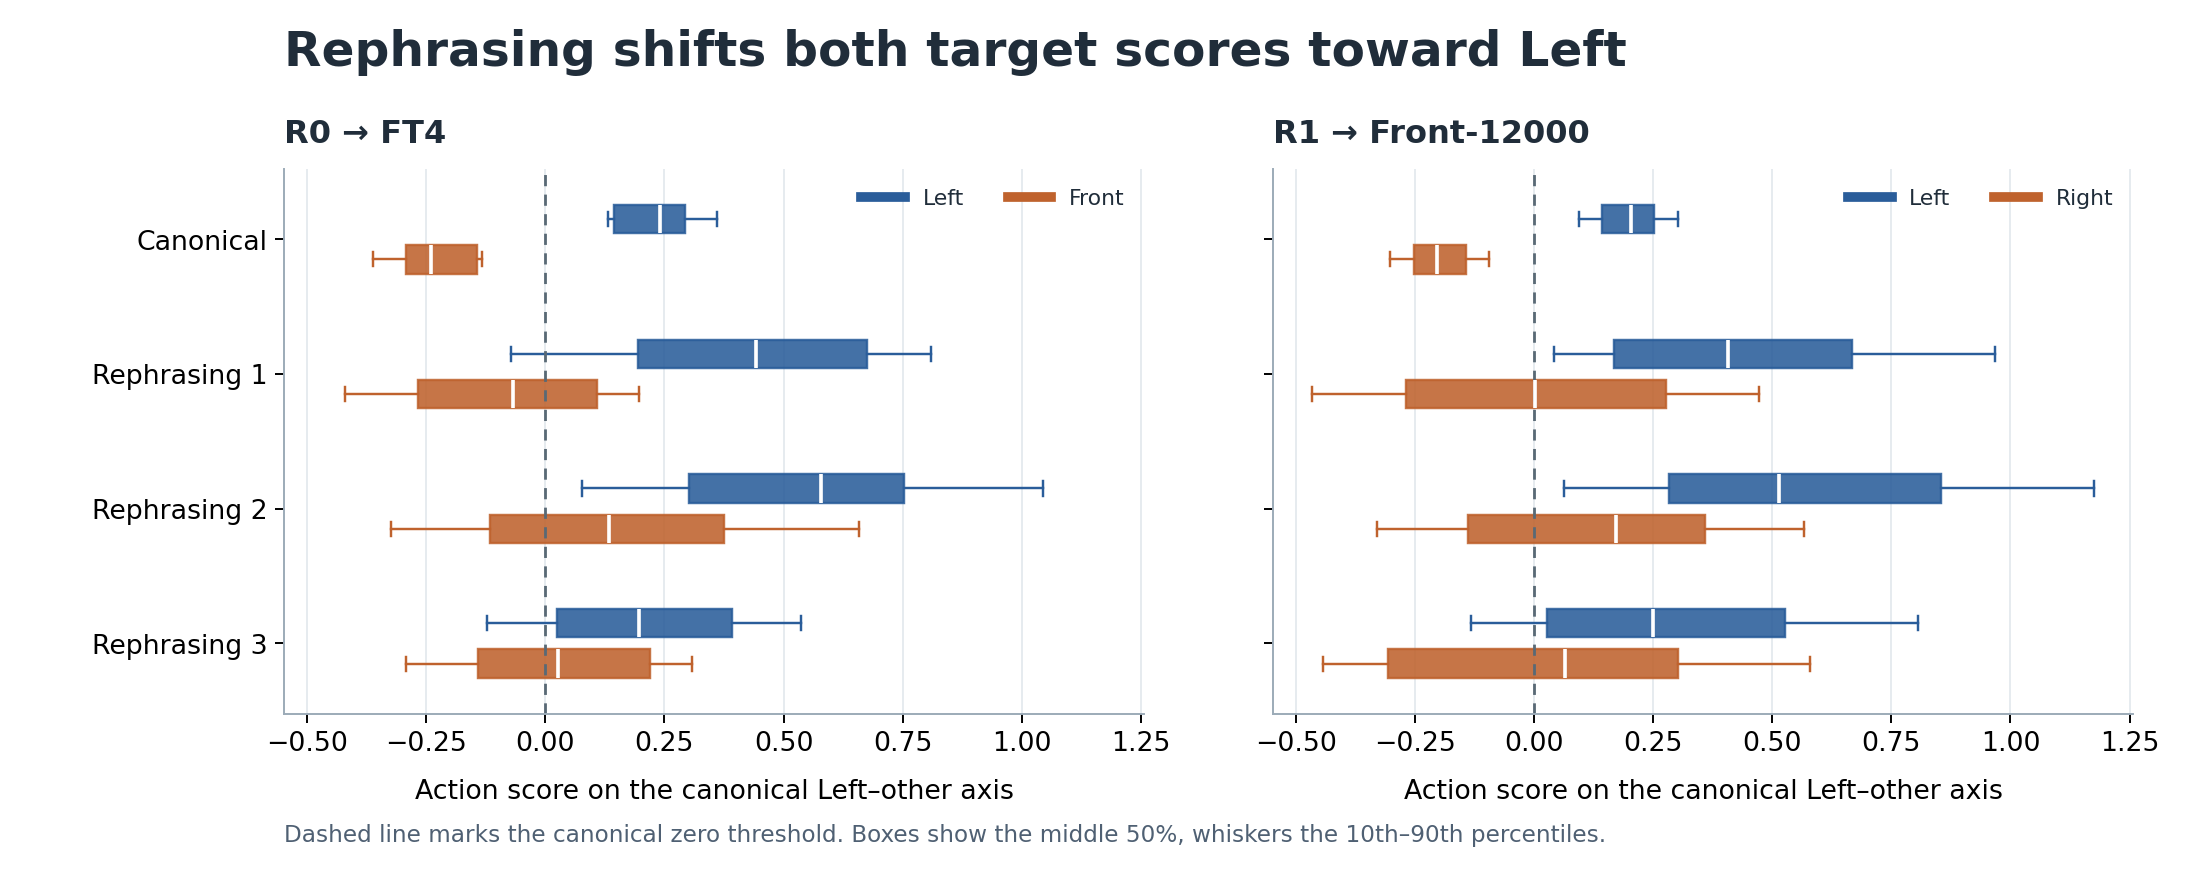 Rephrasing shifts both target scores toward Left
R0 → FT4
Left
Front
Canonical
Rephrasing 1
Rephrasing 2
Rephrasing 3
−0.50 −0.25 0.00 0.25 0.50 0.75 1.00 1.25
Action score on the canonical Left–other axis
R1 → Front-12000
Left
Right
−0.50 −0.25 0.00 0.25 0.50 0.75 1.00 1.25
Action score on the canonical Left–other axis
Dashed line marks the canonical zero threshold. Boxes show the middle 50%, whiskers the 10th–90th percentiles.